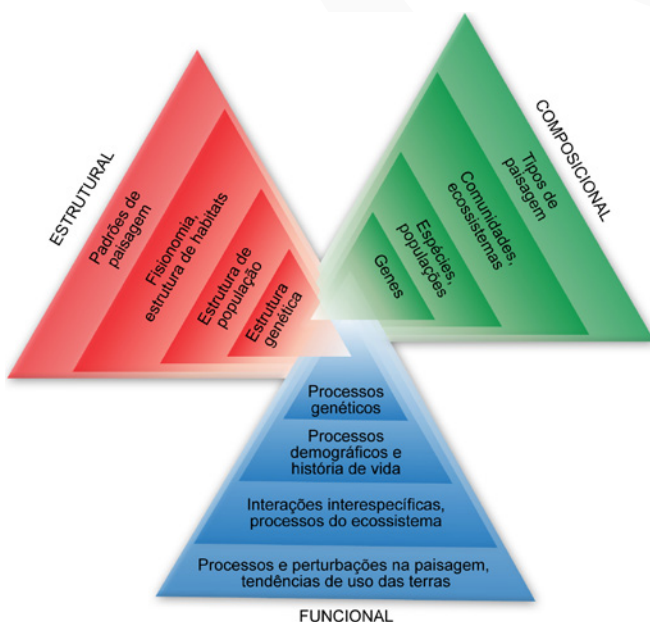 ESTRUTURAL
Padrões de
paisagem
Fisionomia,
estrutura de habitats
Estrutura de
população
Estrutura
genética
COMPOSICIONAL
Tipos de
paisagem
Comunidades,
ecossistemas
Espécies,
populações
Genes
Processos
genéticos
Processos
demográficos e
história de vida
Interações interespecíficas,
processos do ecossistema
Processos e perturbações na paisagem,
tendências de uso das terras
FUNCIONAL